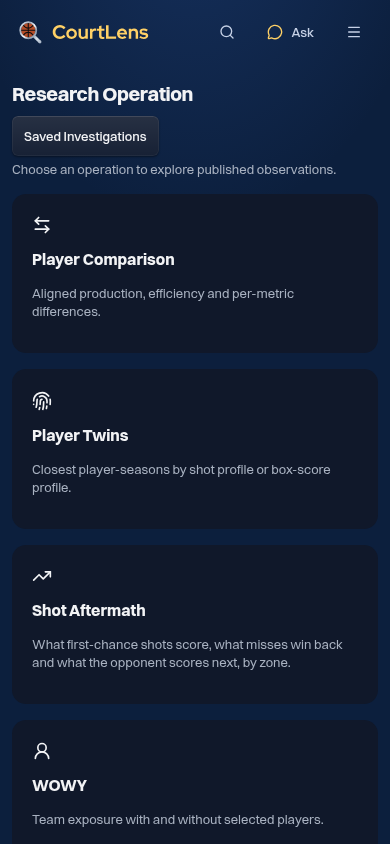 CourtLens
Ask
Research Operation
Saved Investigations
Choose an operation to explore published observations.
Player Comparison
Aligned production, efficiency and per-metric
differences.
Player Twins
Closest player-seasons by shot profile or box-score
profile.
Shot Aftermath
What first-chance shots score, what misses win back
and what the opponent scores next, by zone.
WOWY
Team exposure with and without selected players.